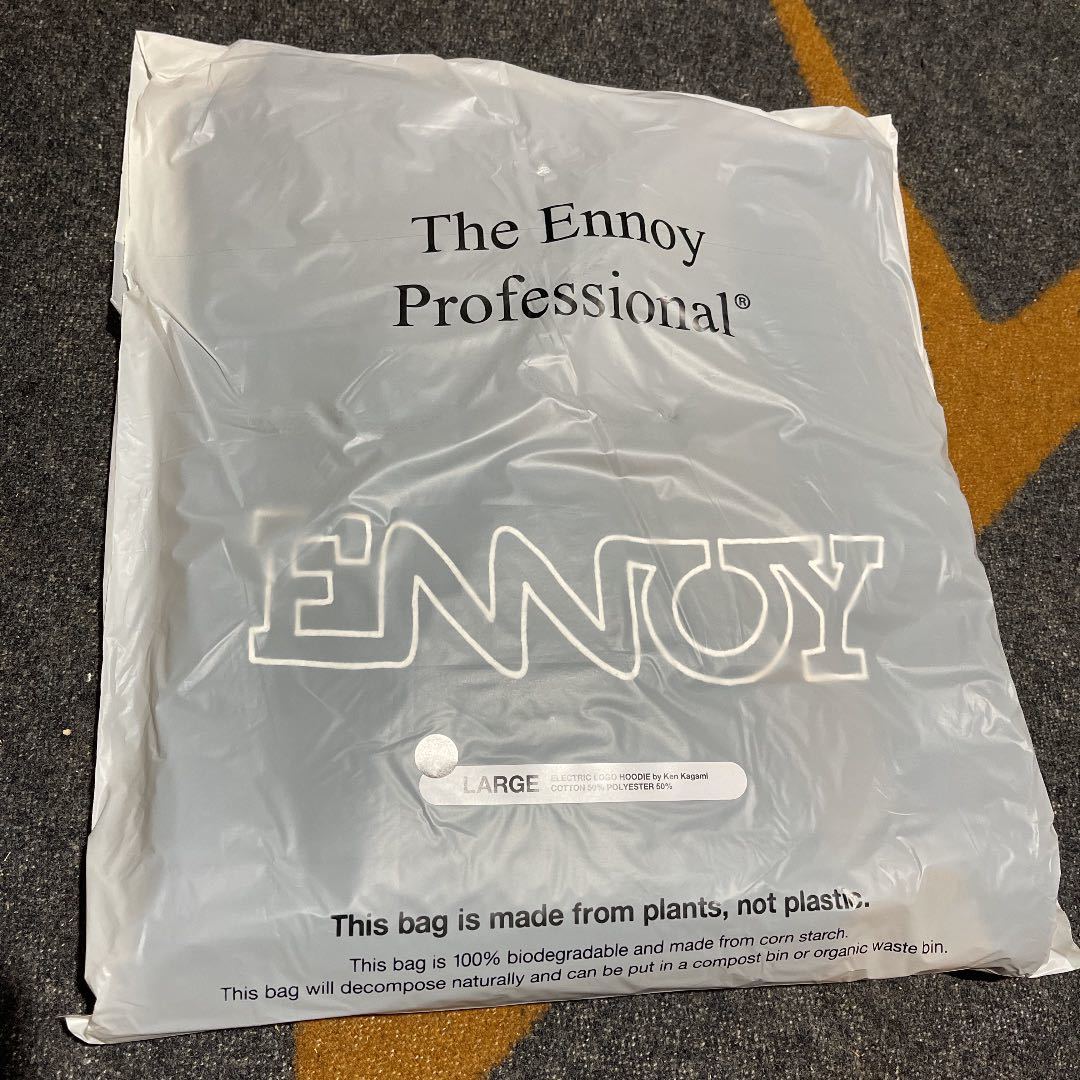 The Ennoy
Professional®
ENNOY
LARGE
ELECTRIC LOGO HOODIE by Ken Kagami
COTTON 50% POLYESTER 50%
This bag is made from plants, not plastic.
This bag is 100% biodegradable and made from corn starch.
This bag will decompose naturally and can be put in a compost bin or organic waste bin.